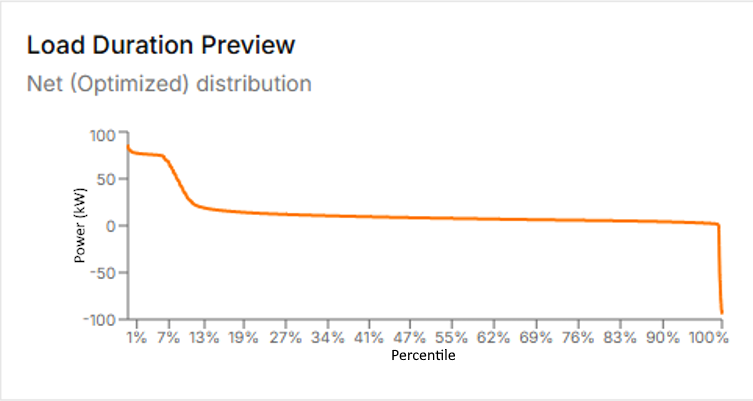 Load Duration Preview
Net (Optimized) distribution
100
50
0
-50
-100
Power (kW)
1% 7% 13% 19% 27% 34% 41% 47% 55% 62% 69% 76% 83% 90% 100%
Percentile